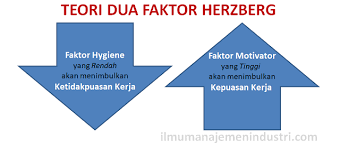 TEORI DUA FAKTOR HERZBERG
Faktor Hygiene
yang Rendah
akan menimbulkan
Ketidakpuasan Kerja
Faktor Motivator
yang Tinggi
akan menimbulkan
Kepuasan Kerja
ilmumanajemenindustri.com